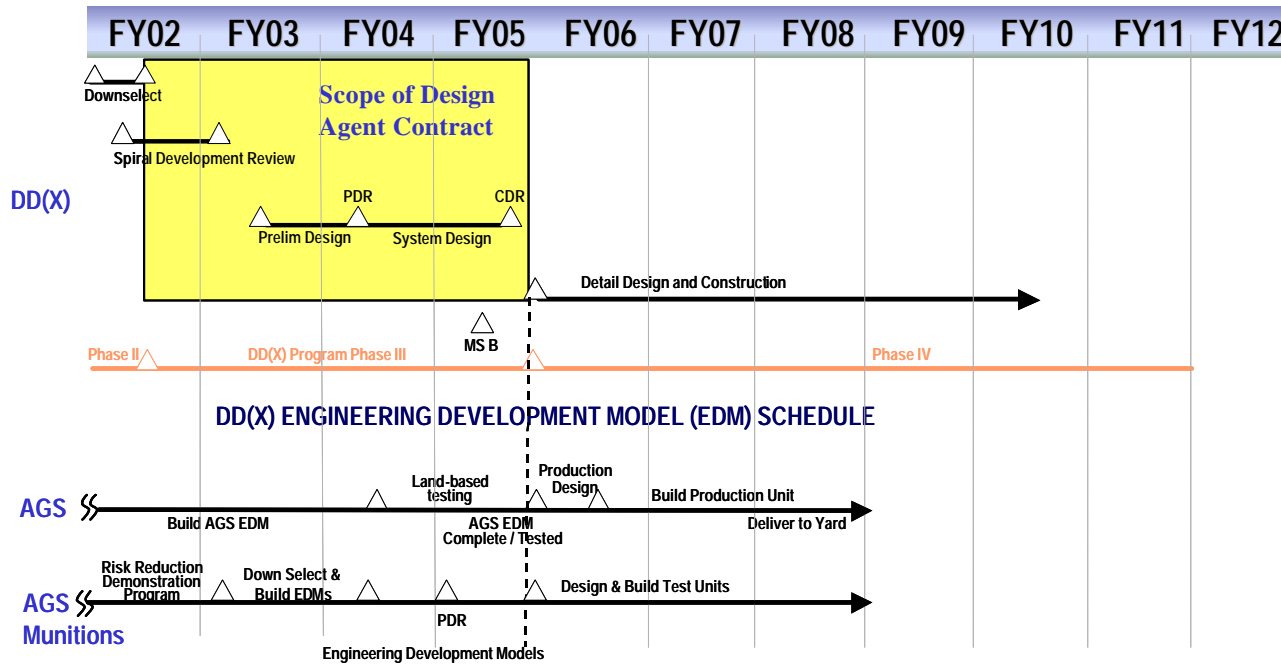 FY02 FY03 FY04 FY05 FY06 FY07 FY08 FY09 FY10 FY11 FY12
Downselect
Scope of Design
Agent Contract
Spiral Development Review
DD(X)
PDR
CDR
Prelim Design
System Design
Detail Design and Construction
MS B
Phase II
DD(X) Program Phase III
Phase IV
DD(X) ENGINEERING DEVELOPMENT MODEL (EDM) SCHEDULE
AGS
Land-based
testing
Production
Design
Build Production Unit
Build AGS EDM
AGS EDM
Complete / Tested
Deliver to Yard
AGS
Munitions
Risk Reduction
Demonstration
Program
Down Select &
Build EDMs
Design & Build Test Units
PDR
Engineering Development Models